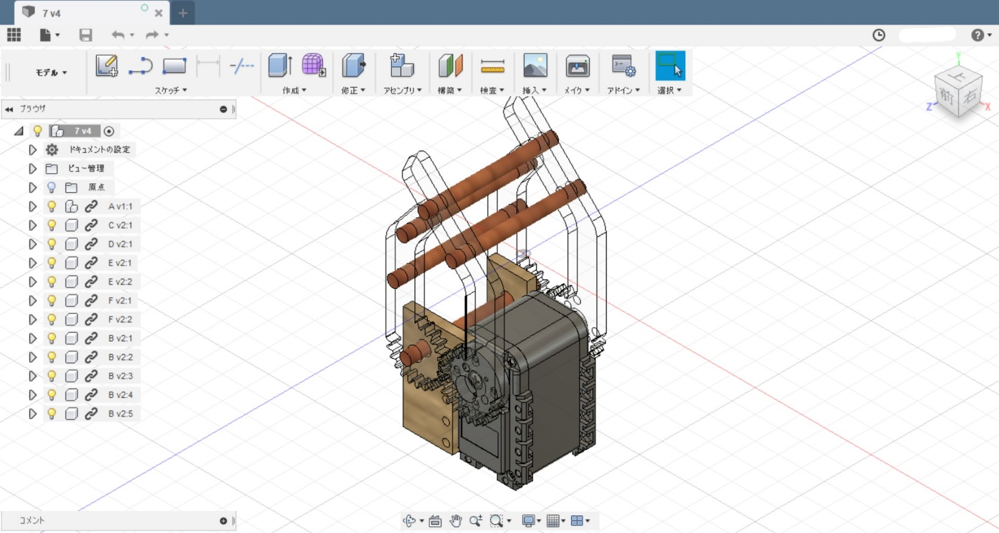 7 v4
モデル
スケッチ
作成
修正
アセンブリ
構築
検査
挿入
メイク
アドイン
選択
上
前
右
Y
Z
X
ブラウザ
7 v4
ドキュメントの設定
ビュー管理
原点
A v1:1
C v2:1
D v2:1
E v2:1
E v2:2
F v2:1
F v2:2
B v2:1
B v2:2
B v2:3
B v2:4
B v2:5
コメント